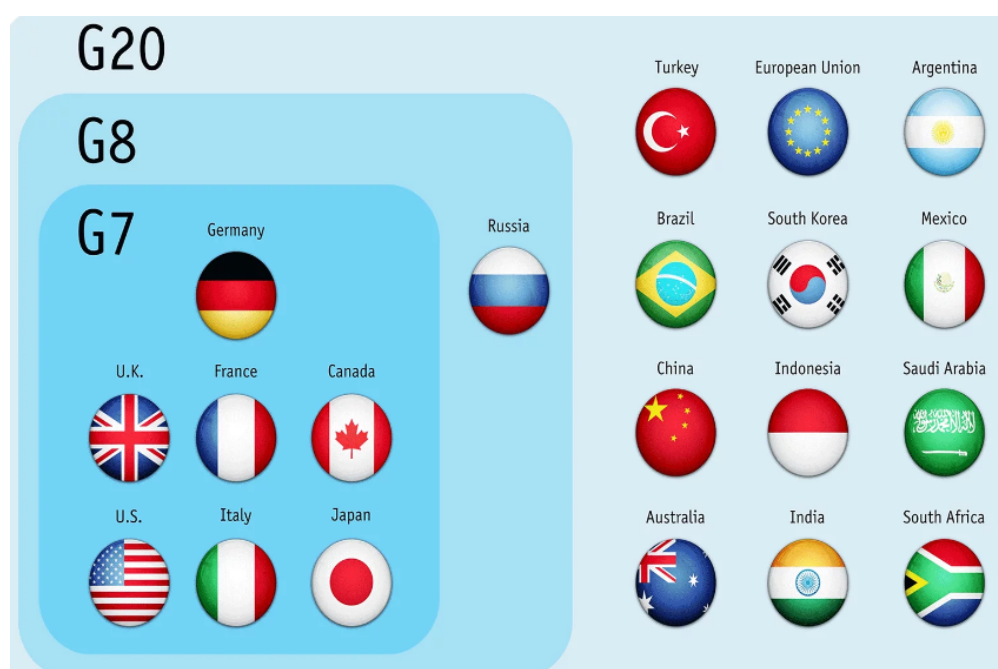 G20
Turkey European Union Argentina
G8
G7
Germany
Russia
Brazil South Korea Mexico
U.K. France Canada
China Indonesia Saudi Arabia
U.S. Italy Japan
Australia India South Africa